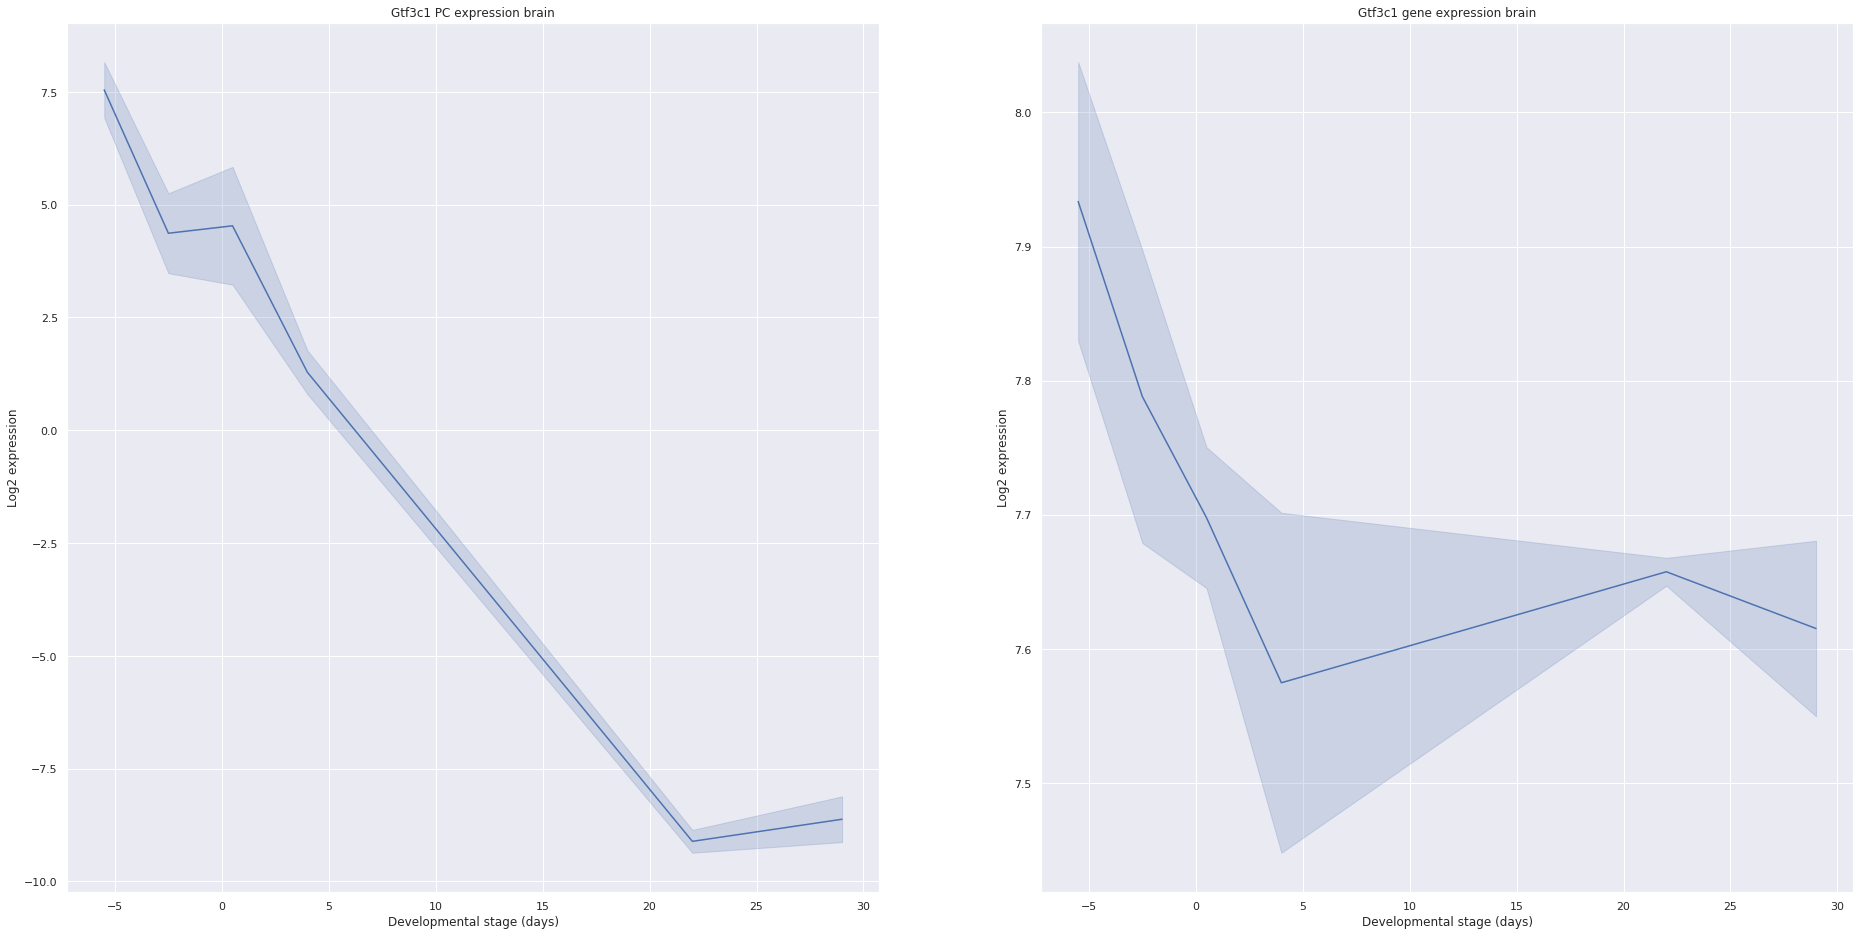 Gtf3c1 PC expression brain
7.5
5.0
2.5
0.0
−2.5
−5.0
−7.5
−10.0
Log2 expression
−5 0 5 10 15 20 25 30
Developmental stage (days)
Gtf3c1 gene expression brain
8.0
7.9
7.8
7.7
7.6
7.5
Log2 expression
−5 0 5 10 15 20 25 30
Developmental stage (days)